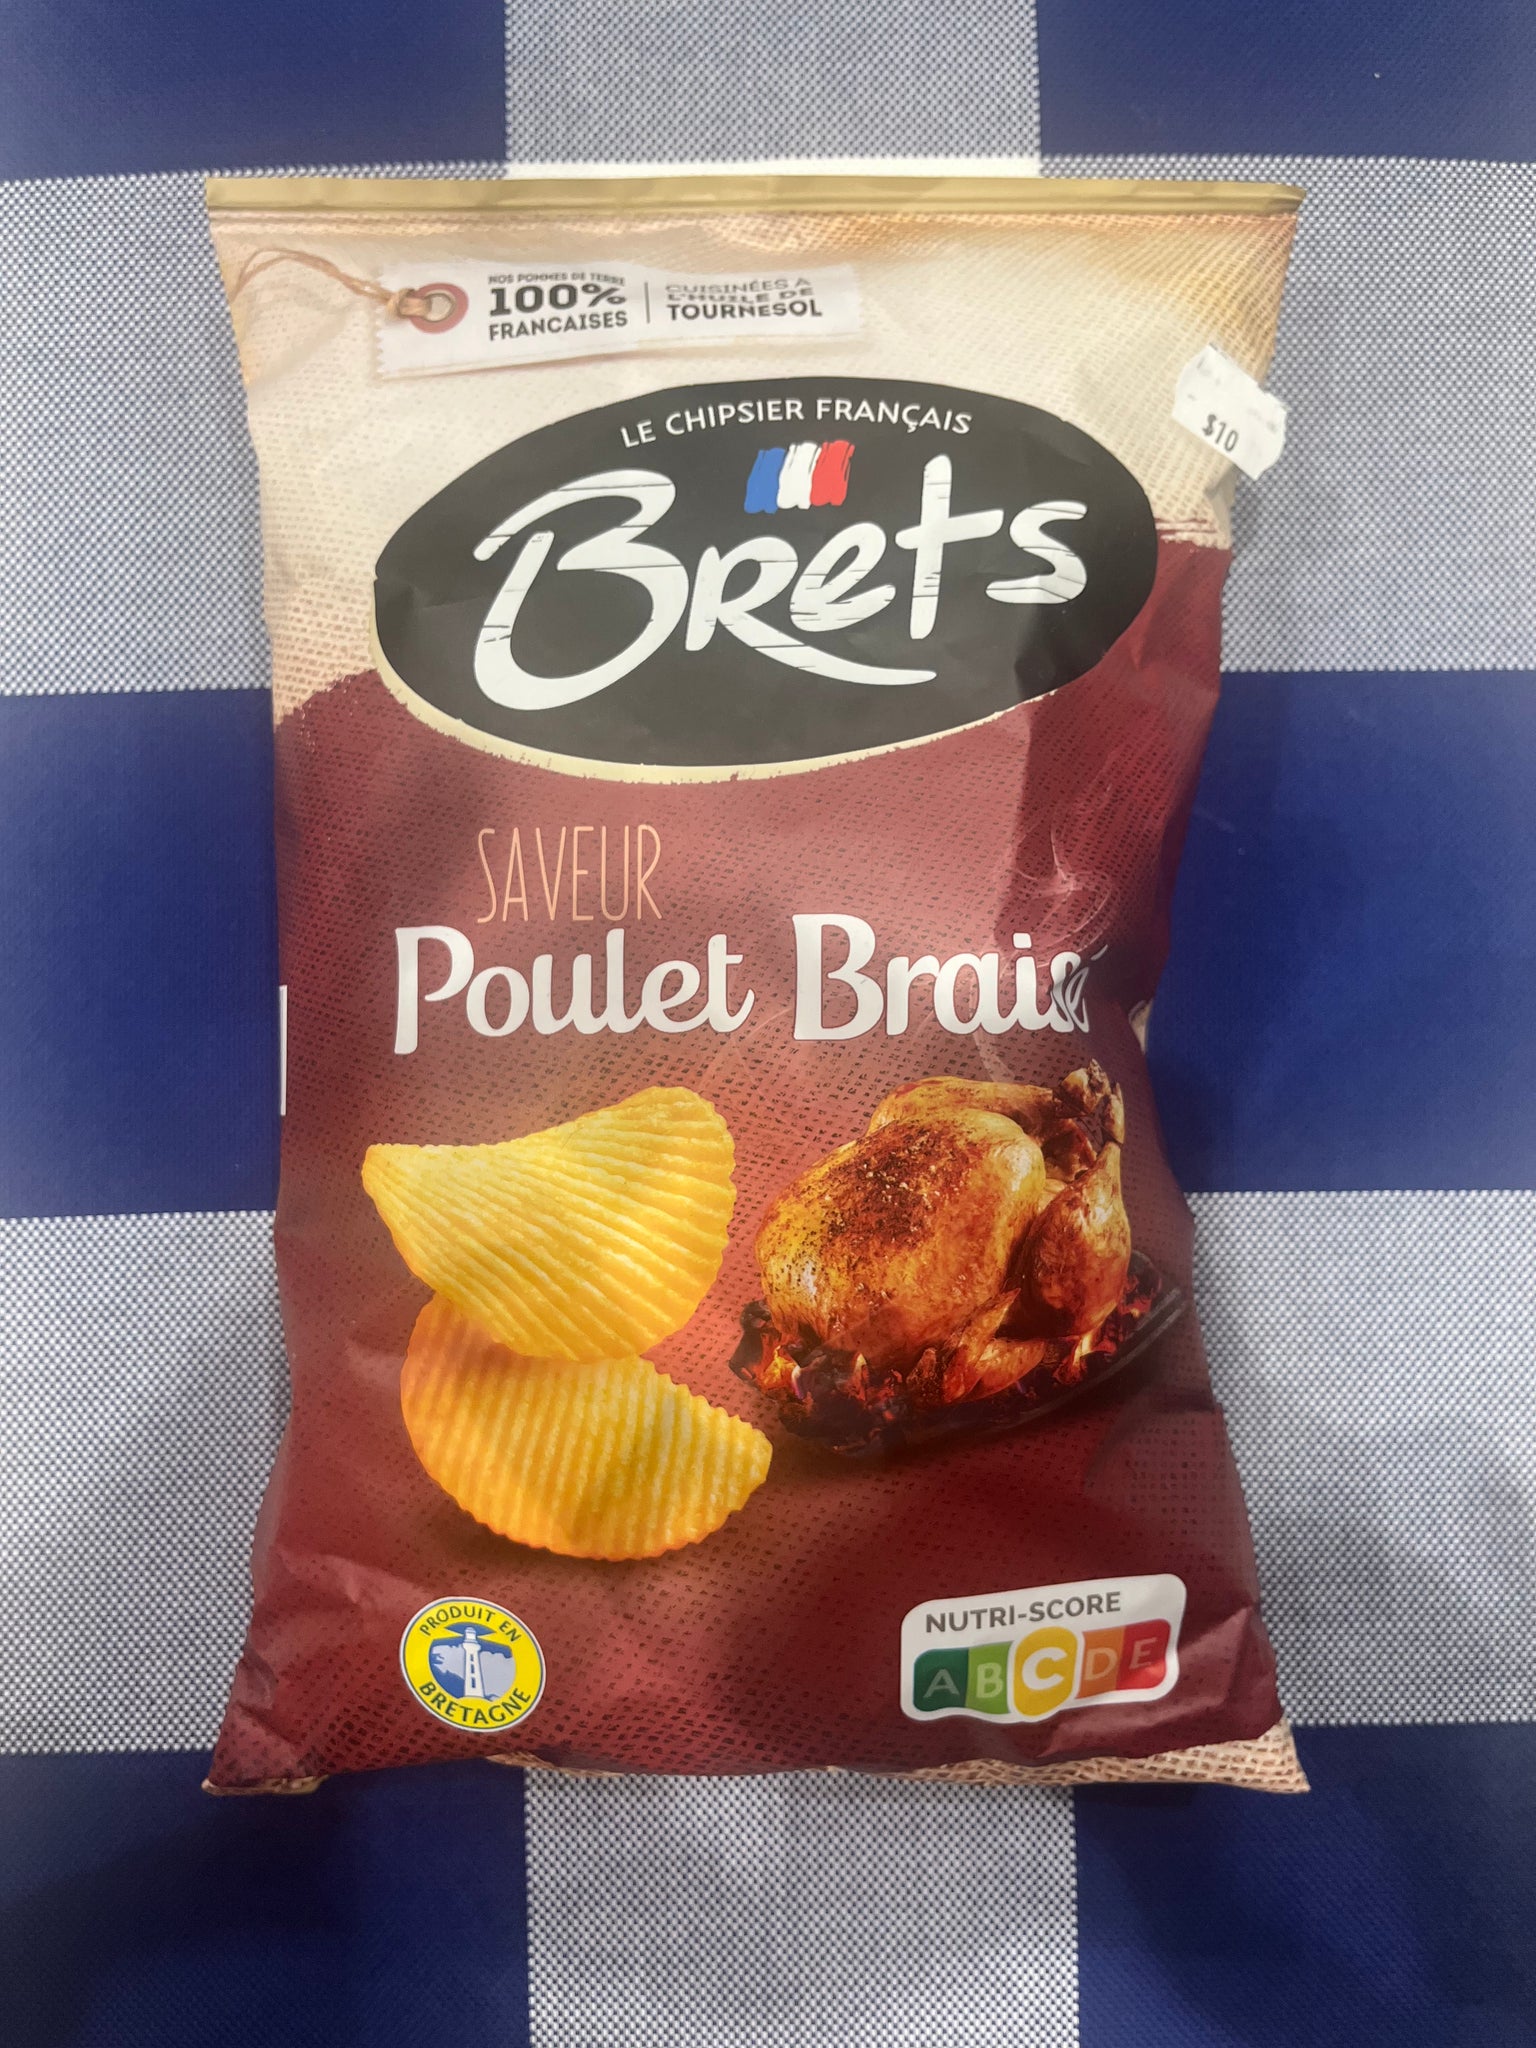 NOS POMMES DE TERRE
100%
FRANCAISES
CUISINÉES À
L'HUILE DE
TOURNESOL
LE CHIPSIER FRANÇAIS
Brets
$10
SAVEUR
Poulet Braisé
PRODUIT EN
BRETAGNE
NUTRI-SCORE
A B C D E